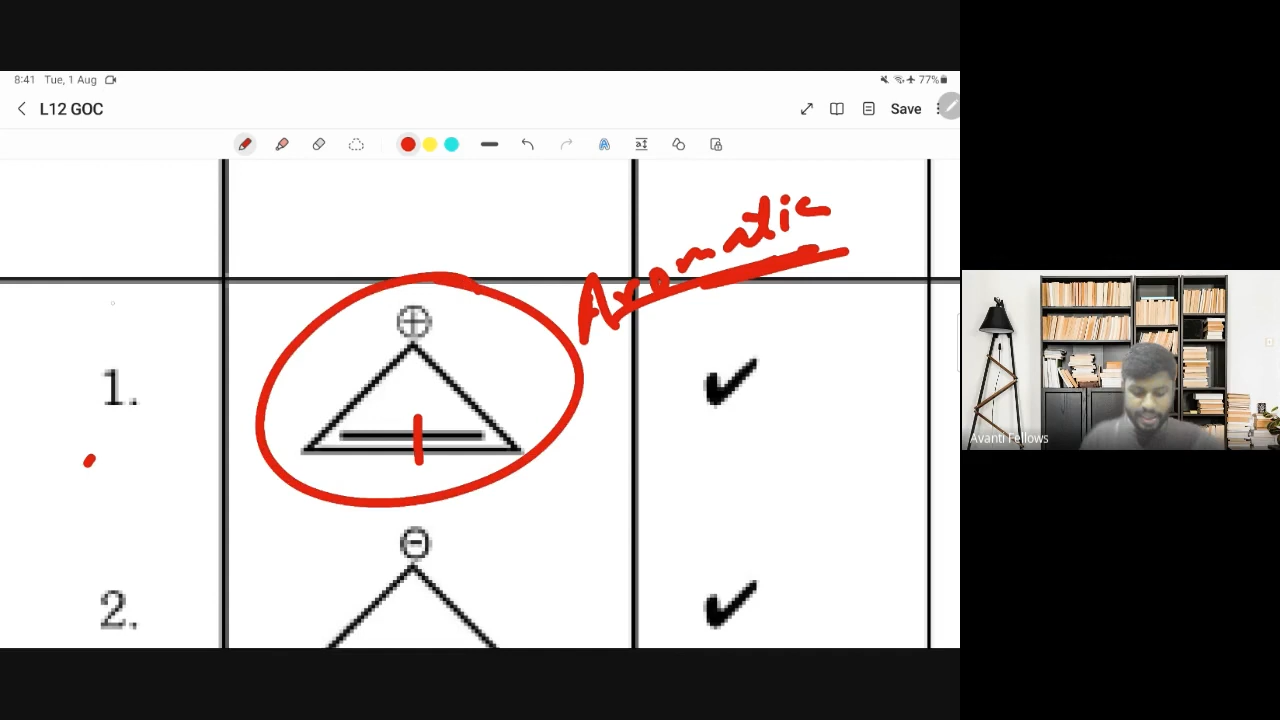 8:41 Tue, 1 Aug
77%
L12 GOC
Save
Aromatic
⊕
1.
✔
Avanti Fellows
⊖
2.
✔